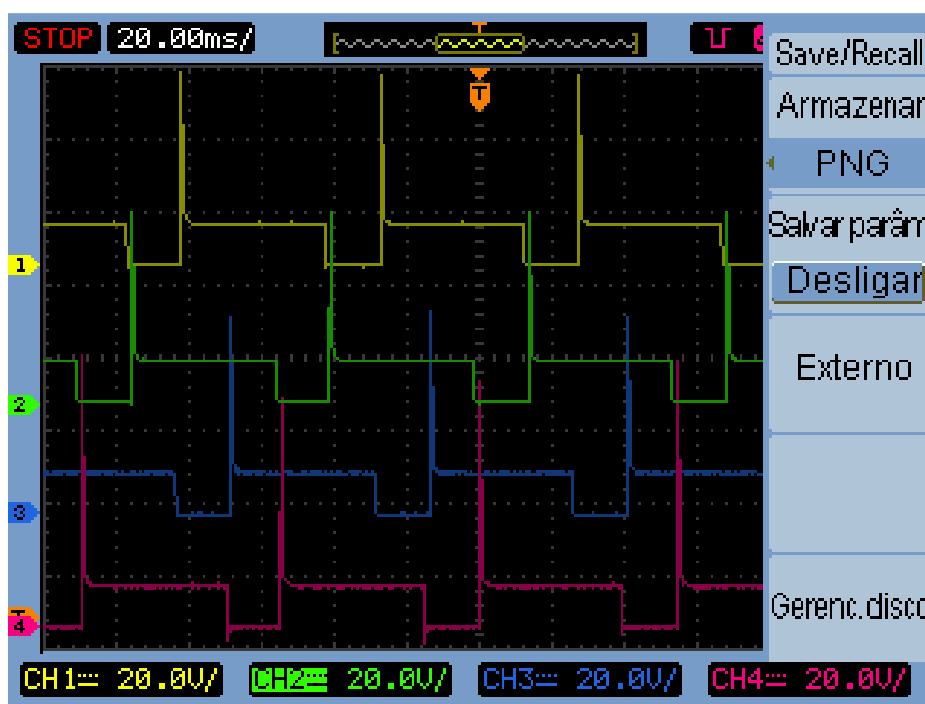 STOP 20.00ms/
T
Save/Recall
Armazenar
T
PNG
Salvar parâm
1
Desligar
Externo
2
3
Gerenc.disco
T
4
CH1 20.0V/ CH2 20.0V/ CH3 20.0V/ CH4 20.0V/